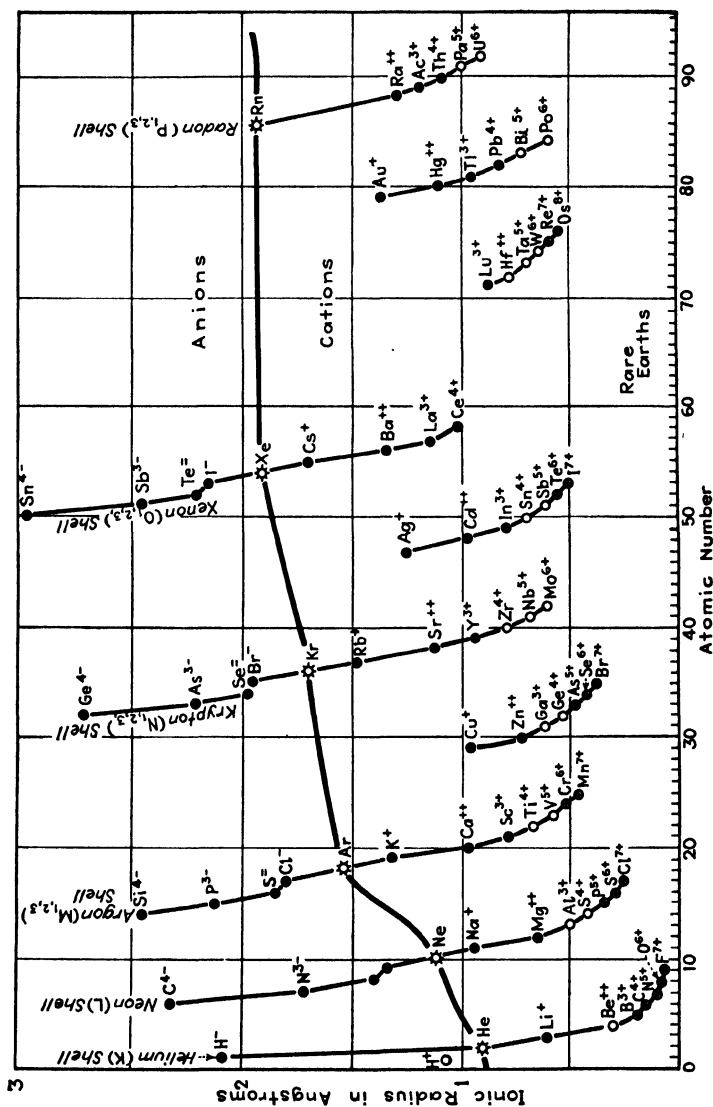 3
2
1
0
10
20
30
40
50
60
70
80
90
Ionic Radius in Angstroms
Atomic Number
Anions
Cations
Rare Earths
Helium (K) Shell
H⁻
H⁺
He
Li⁺
Be⁺⁺
B³⁺
C⁴⁺
N⁵⁺
O⁶⁺
F⁷⁺
Neon (L) Shell
C⁴⁻
N³⁻
Ne
Na⁺
Mg⁺⁺
Al³⁺
S⁴⁺
P⁵⁺
S⁶⁺
Cl⁷⁺
Argon (M₁,₂,₃)
Shell
Si⁴⁻
P³⁻
S⁼
Cl⁻
Ar
K⁺
Ca⁺⁺
Sc³⁺
Ti⁴⁺
V⁵⁺
Cr⁶⁺
Mn⁷⁺
Cu⁺
Zn⁺⁺
Ga³⁺
Ge⁴⁺
As⁵⁺
Se⁶⁺
Br⁷⁺
Krypton (N₁,₂,₃)
Shell
Ge⁴⁻
As³⁻
Se⁼
Br⁻
Kr
Rb⁺
Sr⁺⁺
Y³⁺
Zr⁴⁺
Nb⁵⁺
Mo⁶⁺
Ag⁺
Cd⁺⁺
In³⁺
Sn⁴⁺
Sb⁵⁺
Te⁶⁺
I⁷⁺
Xenon (O₁,₂,₃) Shell
Sn⁴⁻
Sb³⁻
Te⁼
I⁻
Xe
Cs⁺
Ba⁺⁺
La³⁺
Ce⁴⁺
Lu³⁺
Hf⁺⁺
Ta⁵⁺
W⁶⁺
Re⁷⁺
Os⁸⁺
Au⁺
Hg⁺⁺
Tl³⁺
Pb⁴⁺
Bi⁵⁺
Po⁶⁺
Radon (P₁,₂,₃) Shell
Rn
Ra⁺⁺
Ac³⁺
Th⁴⁺
Pa⁵⁺
U⁶⁺